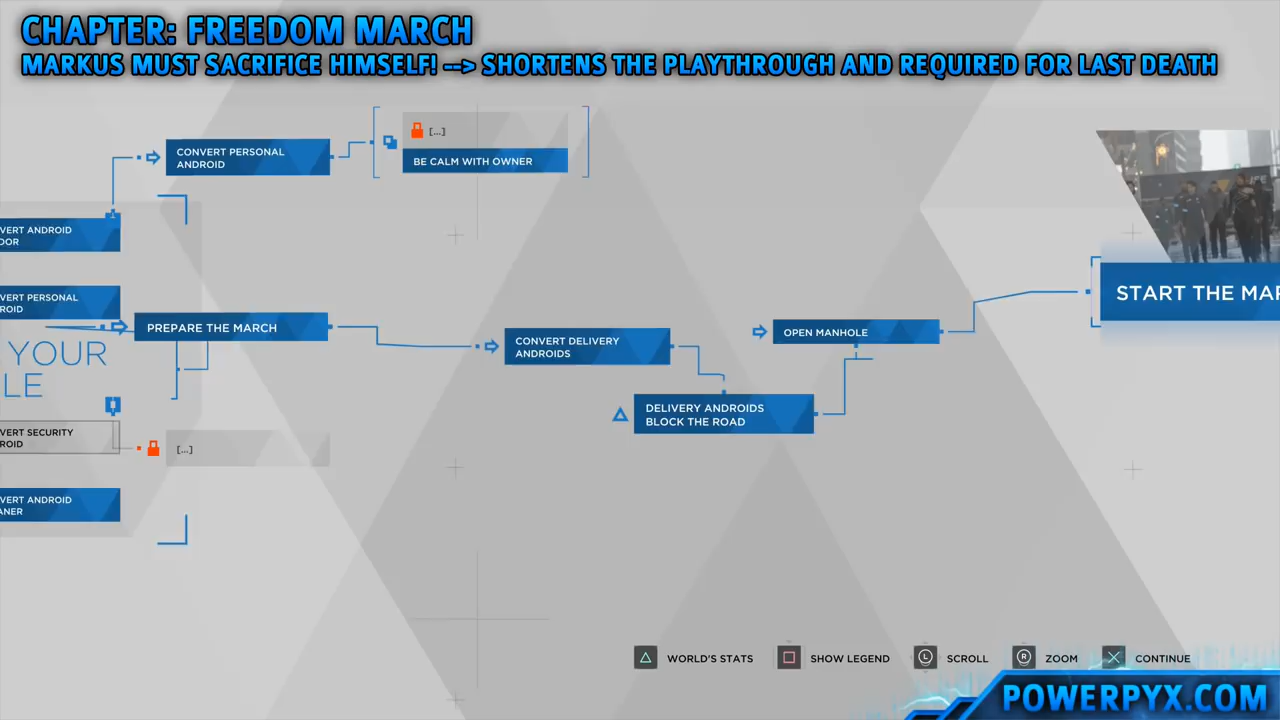 CHAPTER: FREEDOM MARCH
MARKUS MUST SACRIFICE HIMSELF! --> SHORTENS THE PLAYTHROUGH AND REQUIRED FOR LAST DEATH
[...]
BE CALM WITH OWNER
CONVERT PERSONAL
ANDROID
VERT ANDROID
DOR
VERT PERSONAL
ROID
PREPARE THE MARCH
YOUR
LE
CONVERT DELIVERY
ANDROIDS
OPEN MANHOLE
START THE MAR
DELIVERY ANDROIDS
BLOCK THE ROAD
VERT SECURITY
ROID
[...]
VERT ANDROID
ANER
WORLD'S STATS
SHOW LEGEND
L
SCROLL
R
ZOOM
CONTINUE
POWERPYX.COM